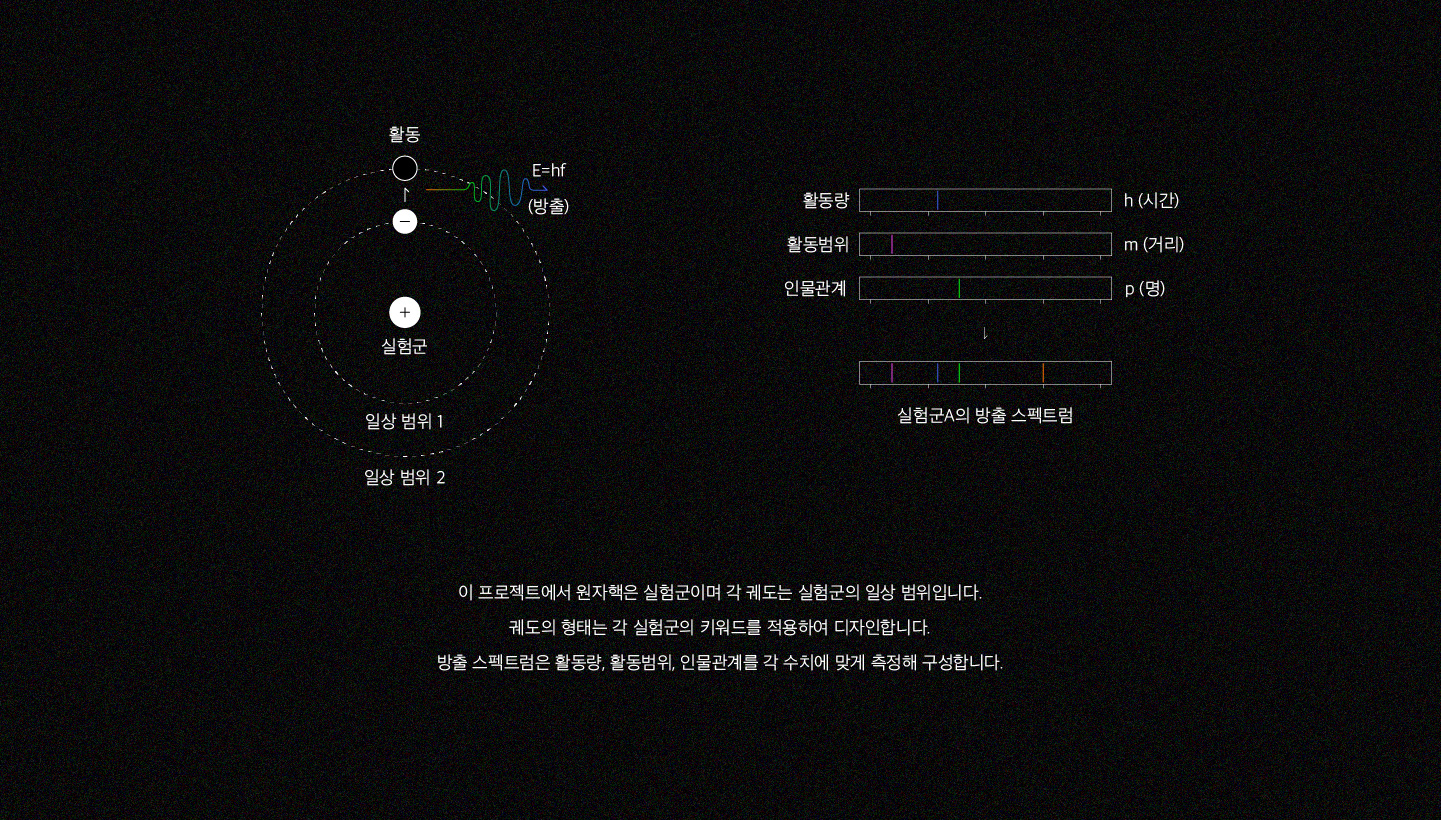 활동
E=hf
(방출)
−
+
실험군
일상 범위 1
일상 범위 2
활동량 h (시간)
활동범위 m (거리)
인물관계 p (명)
실험군A의 방출 스펙트럼
이 프로젝트에서 원자핵은 실험군이며 각 궤도는 실험군의 일상 범위입니다.
궤도의 형태는 각 실험군의 키워드를 적용하여 디자인합니다.
방출 스펙트럼은 활동량, 활동범위, 인물관계를 각 수치에 맞게 측정해 구성합니다.